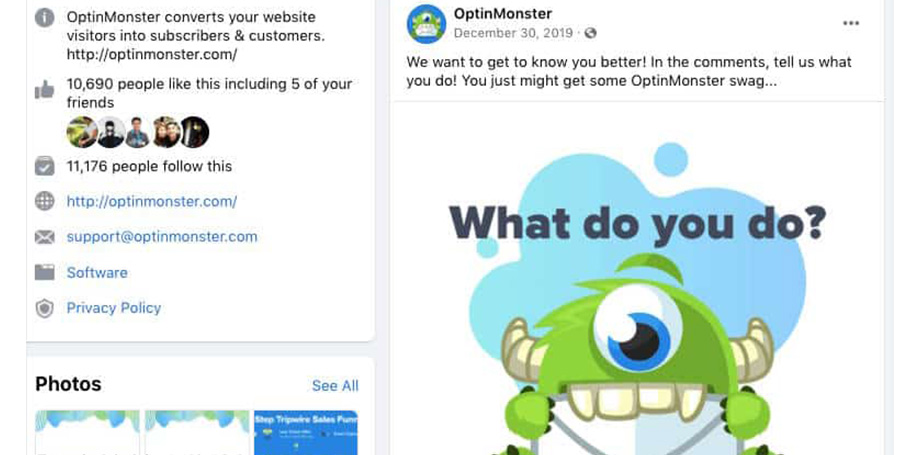 OptinMonster converts your website
visitors into subscribers & customers.
http://optinmonster.com/
10,690 people like this including 5 of your
friends
11,176 people follow this
http://optinmonster.com/
support@optinmonster.com
Software
Privacy Policy
Photos
See All
Step Tripwire Sales Funn
OptinMonster
December 30, 2019 ·
We want to get to know you better! In the comments, tell us what
you do! You just might get some OptinMonster swag...
What do you do?